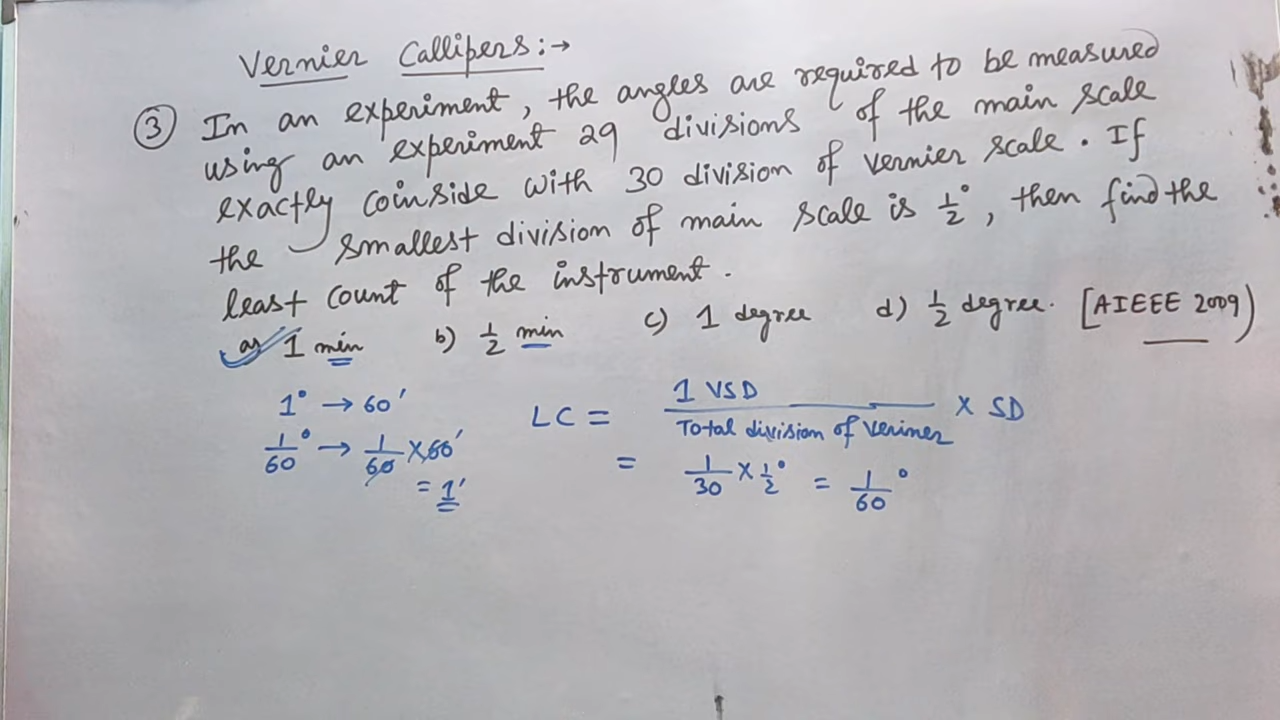 Vernier Callipers:→
③ In an experiment, the angles are required to be measured
using an experiment 29 divisions of the main scale
exactly coinside with 30 division of vernier scale. If
the smallest division of main scale is 1/2°, then find the
least count of the instrument.
a) 1 min b) 1/2 min c) 1 degree d) 1/2 degree. [AIEEE 2009)
1° → 60′
1/60° → 1/60 × 60′
= 1′
LC = 1 VSD / Total division of veriner × SD
= 1/30 × 1/2° = 1/60°